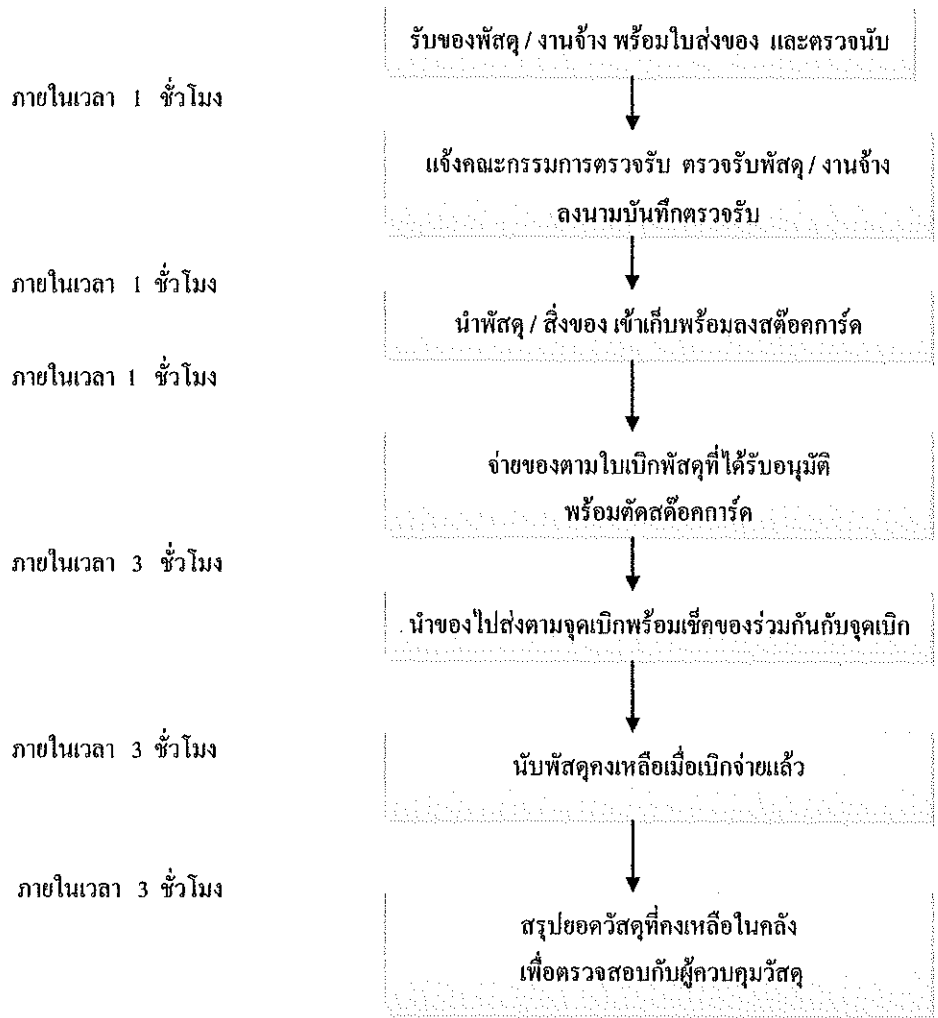 รับของพัสดุ / งานจ้าง พร้อมใบส่งของ และตรวจนับ
ภายในเวลา 1 ชั่วโมง
แจ้งคณะกรรมการตรวจรับ ตรวจรับพัสดุ / งานจ้าง
ลงนามบันทึกตรวจรับ
ภายในเวลา 1 ชั่วโมง
นำพัสดุ / สิ่งของ เข้าเก็บพร้อมลงสต๊อคการ์ด
ภายในเวลา 1 ชั่วโมง
จ่ายของตามใบเบิกพัสดุที่ได้รับอนุมัติ
พร้อมตัดสต๊อคการ์ด
ภายในเวลา 3 ชั่วโมง
นำของไปส่งตามจุดเบิกพร้อมเช็คของร่วมกันกับจุดเบิก
ภายในเวลา 3 ชั่วโมง
นับพัสดุคงเหลือเมื่อเบิกจ่ายแล้ว
ภายในเวลา 3 ชั่วโมง
สรุปยอดวัสดุที่คงเหลือในคลัง
เพื่อตรวจสอบกับผู้ควบคุมวัสดุ